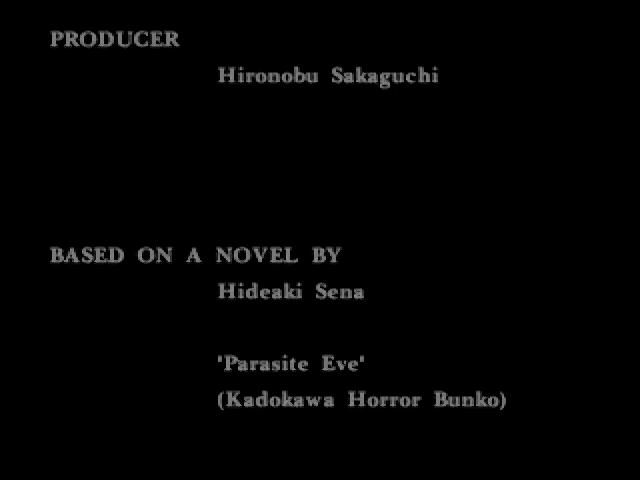 PRODUCER
Hironobu Sakaguchi
BASED ON A NOVEL BY
Hideaki Sena
'Parasite Eve'
(Kadokawa Horror Bunko)